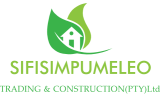 SIFISIMPUMELEO
TRADING & CONSTRUCTION(PTY)Ltd